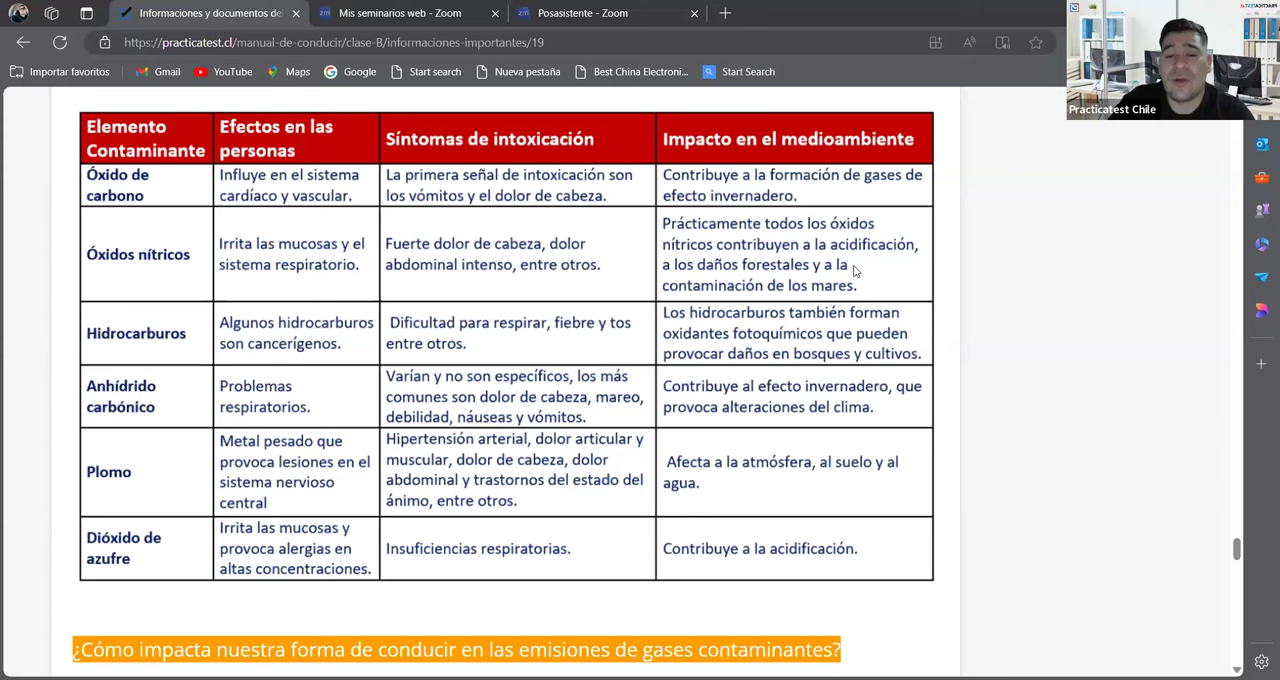 Informaciones y documentos del
Mis seminarios web - Zoom
Posasistente - Zoom
https://practicatest.cl/manual-de-conducir/clase-B/informaciones-importantes/19
Importar favoritos
Gmail
YouTube
Maps
Google
Start search
Nueva pestaña
Best China Electroni...
Start Search
Practicatest Chile
Elemento
Contaminante
Efectos en las
personas
Síntomas de intoxicación
Impacto en el medioambiente
Óxido de
carbono
Influye en el sistema
cardíaco y vascular.
La primera señal de intoxicación son
los vómitos y el dolor de cabeza.
Contribuye a la formación de gases de
efecto invernadero.
Óxidos nítricos
Irrita las mucosas y el
sistema respiratorio.
Fuerte dolor de cabeza, dolor
abdominal intenso, entre otros.
Prácticamente todos los óxidos
nítricos contribuyen a la acidificación,
a los daños forestales y a la
contaminación de los mares.
Hidrocarburos
Algunos hidrocarburos
son cancerígenos.
Dificultad para respirar, fiebre y tos
entre otros.
Los hidrocarburos también forman
oxidantes fotoquímicos que pueden
provocar daños en bosques y cultivos.
Anhídrido
carbónico
Problemas
respiratorios.
Varían y no son específicos, los más
comunes son dolor de cabeza, mareo,
debilidad, náuseas y vómitos.
Contribuye al efecto invernadero, que
provoca alteraciones del clima.
Plomo
Metal pesado que
provoca lesiones en el
sistema nervioso
central
Hipertensión arterial, dolor articular y
muscular, dolor de cabeza, dolor
abdominal y trastornos del estado del
ánimo, entre otros.
Afecta a la atmósfera, al suelo y al
agua.
Dióxido de
azufre
Irrita las mucosas y
provoca alergias en
altas concentraciones.
Insuficiencias respiratorias.
Contribuye a la acidificación.
¿Cómo impacta nuestra forma de conducir en las emisiones de gases contaminantes?